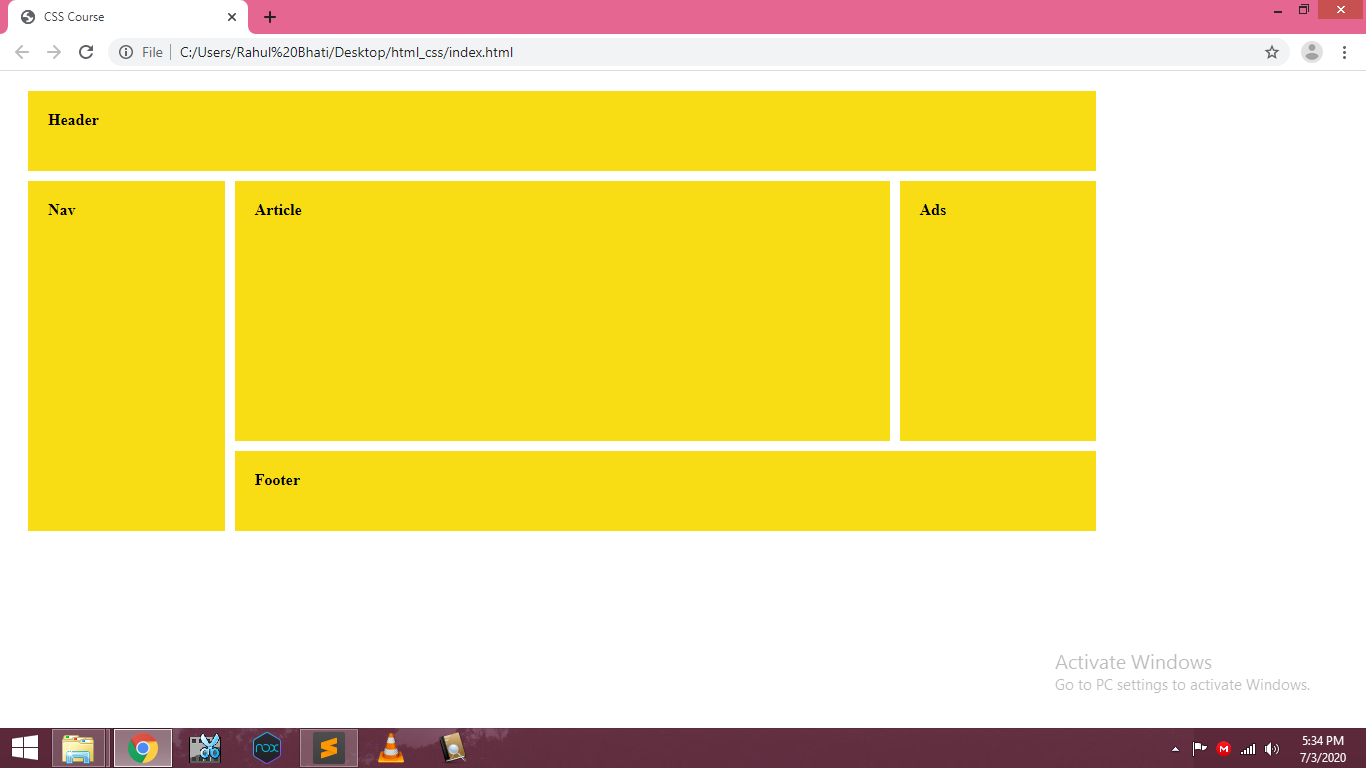 CSS Course
File
C:/Users/Rahul%20Bhati/Desktop/html_css/index.html
Header
Nav
Article
Ads
Footer
Activate Windows
Go to PC settings to activate Windows.
nox
M
5:34 PM
7/3/2020